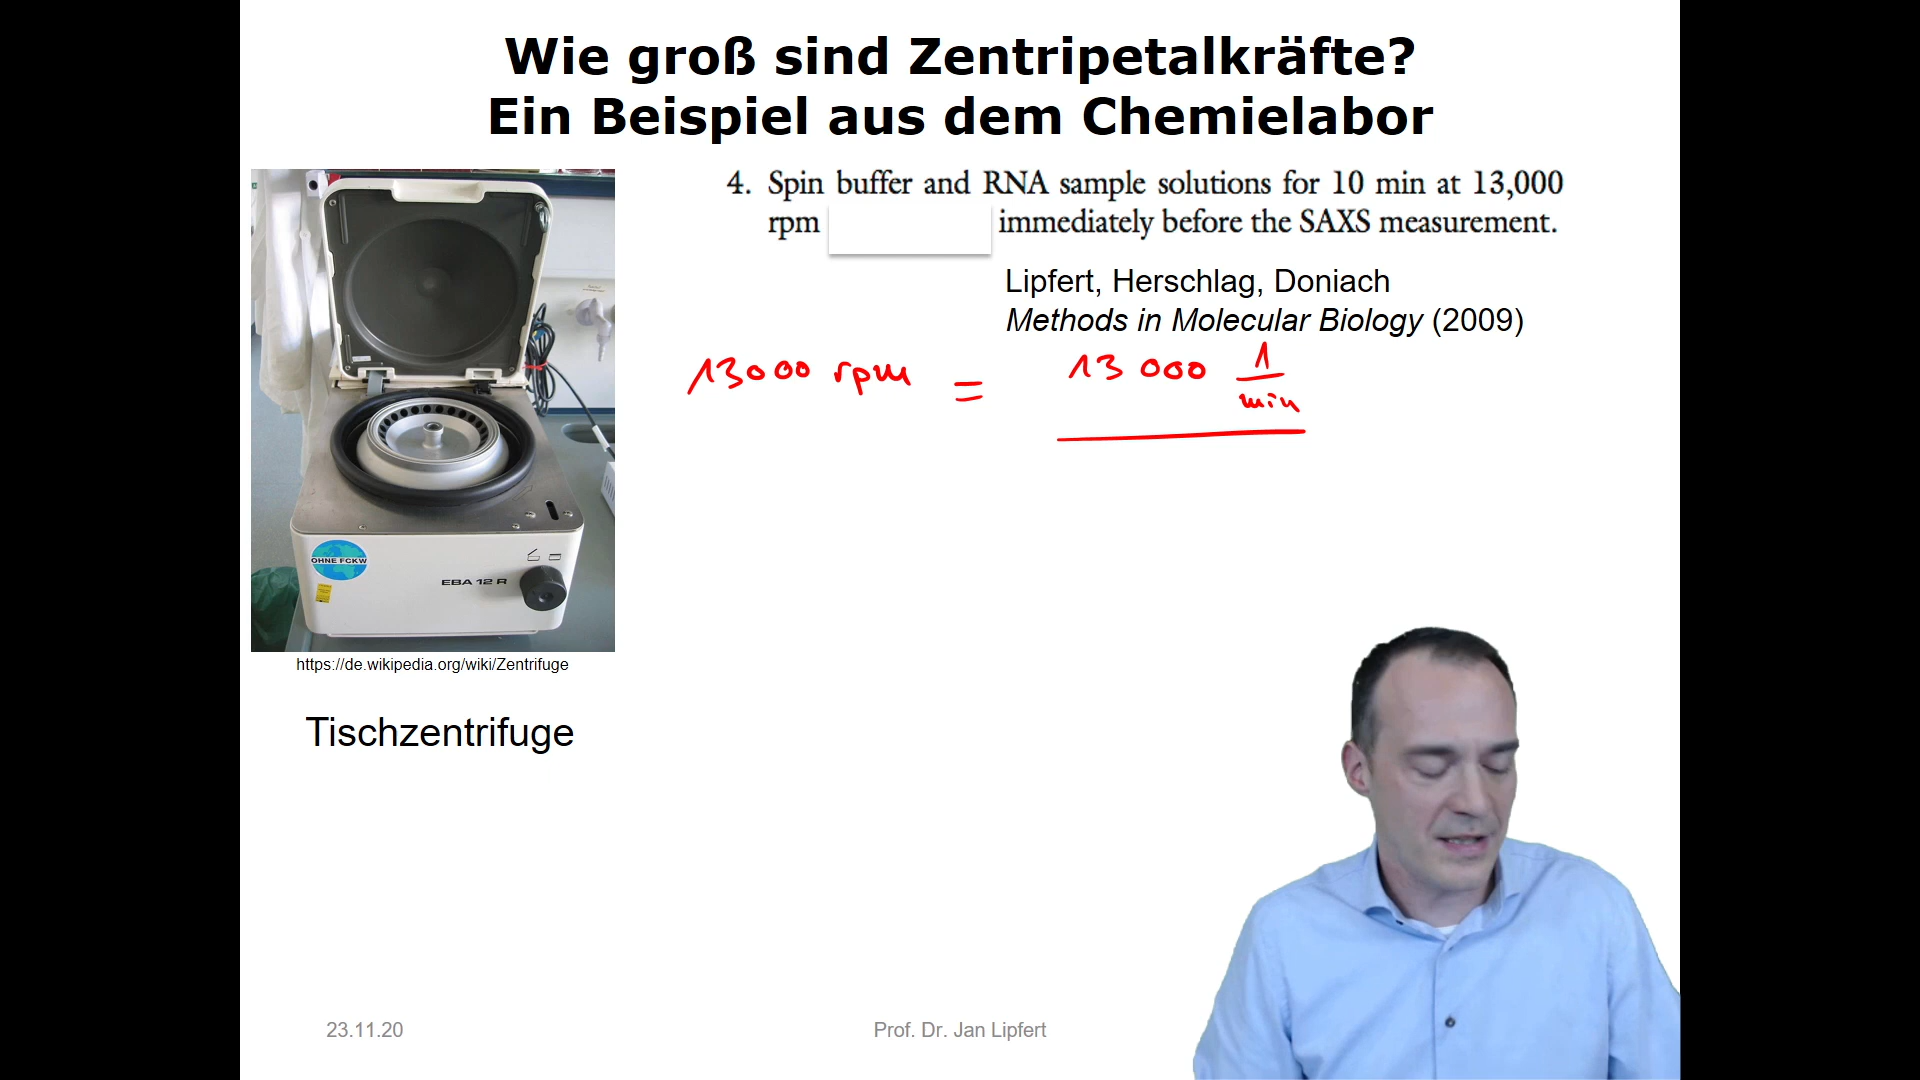 Wie groß sind Zentripetalkräfte?
Ein Beispiel aus dem Chemielabor
4. Spin buffer and RNA sample solutions for 10 min at 13,000
rpm immediately before the SAXS measurement.
Lipfert, Herschlag, Doniach
Methods in Molecular Biology (2009)
13000 rpm = 13 000 1/min
OHNE FCKW
EBA 12 R
https://de.wikipedia.org/wiki/Zentrifuge
Tischzentrifuge
23.11.20
Prof. Dr. Jan Lipfert